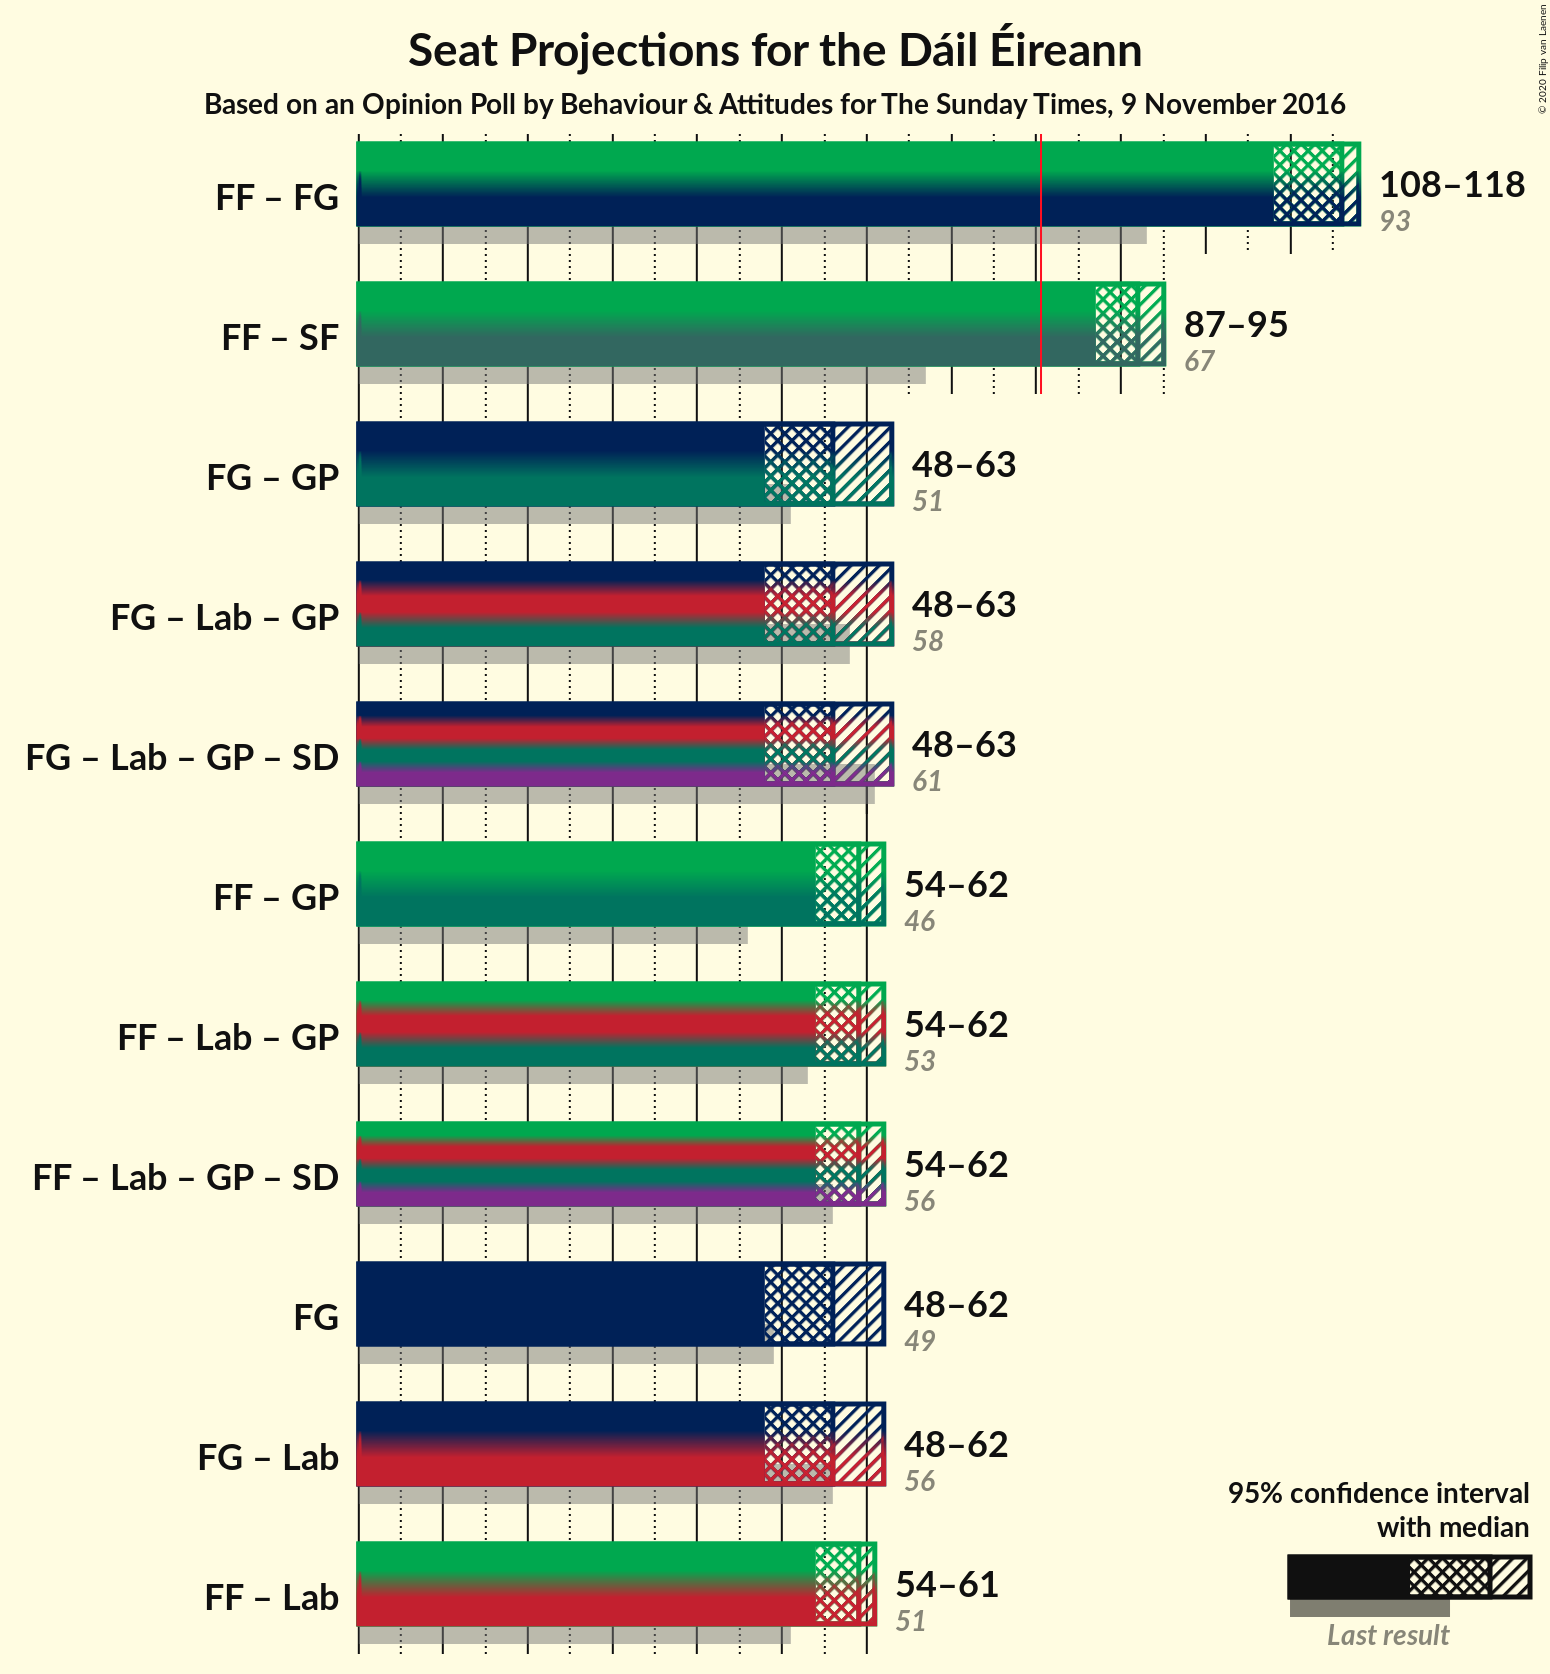 Seat Projections for the Dáil Éireann
Based on an Opinion Poll by Behaviour & Attitudes for The Sunday Times, 9 November 2016
© 2020 Filip van Laenen
FF – FG
108–118
93
FF – SF
87–95
67
FG – GP
48–63
51
FG – Lab – GP
48–63
58
FG – Lab – GP – SD
48–63
61
FF – GP
54–62
46
FF – Lab – GP
54–62
53
FF – Lab – GP – SD
54–62
56
FG
48–62
49
FG – Lab
48–62
56
FF – Lab
54–61
51
95% confidence interval
with median
Last result